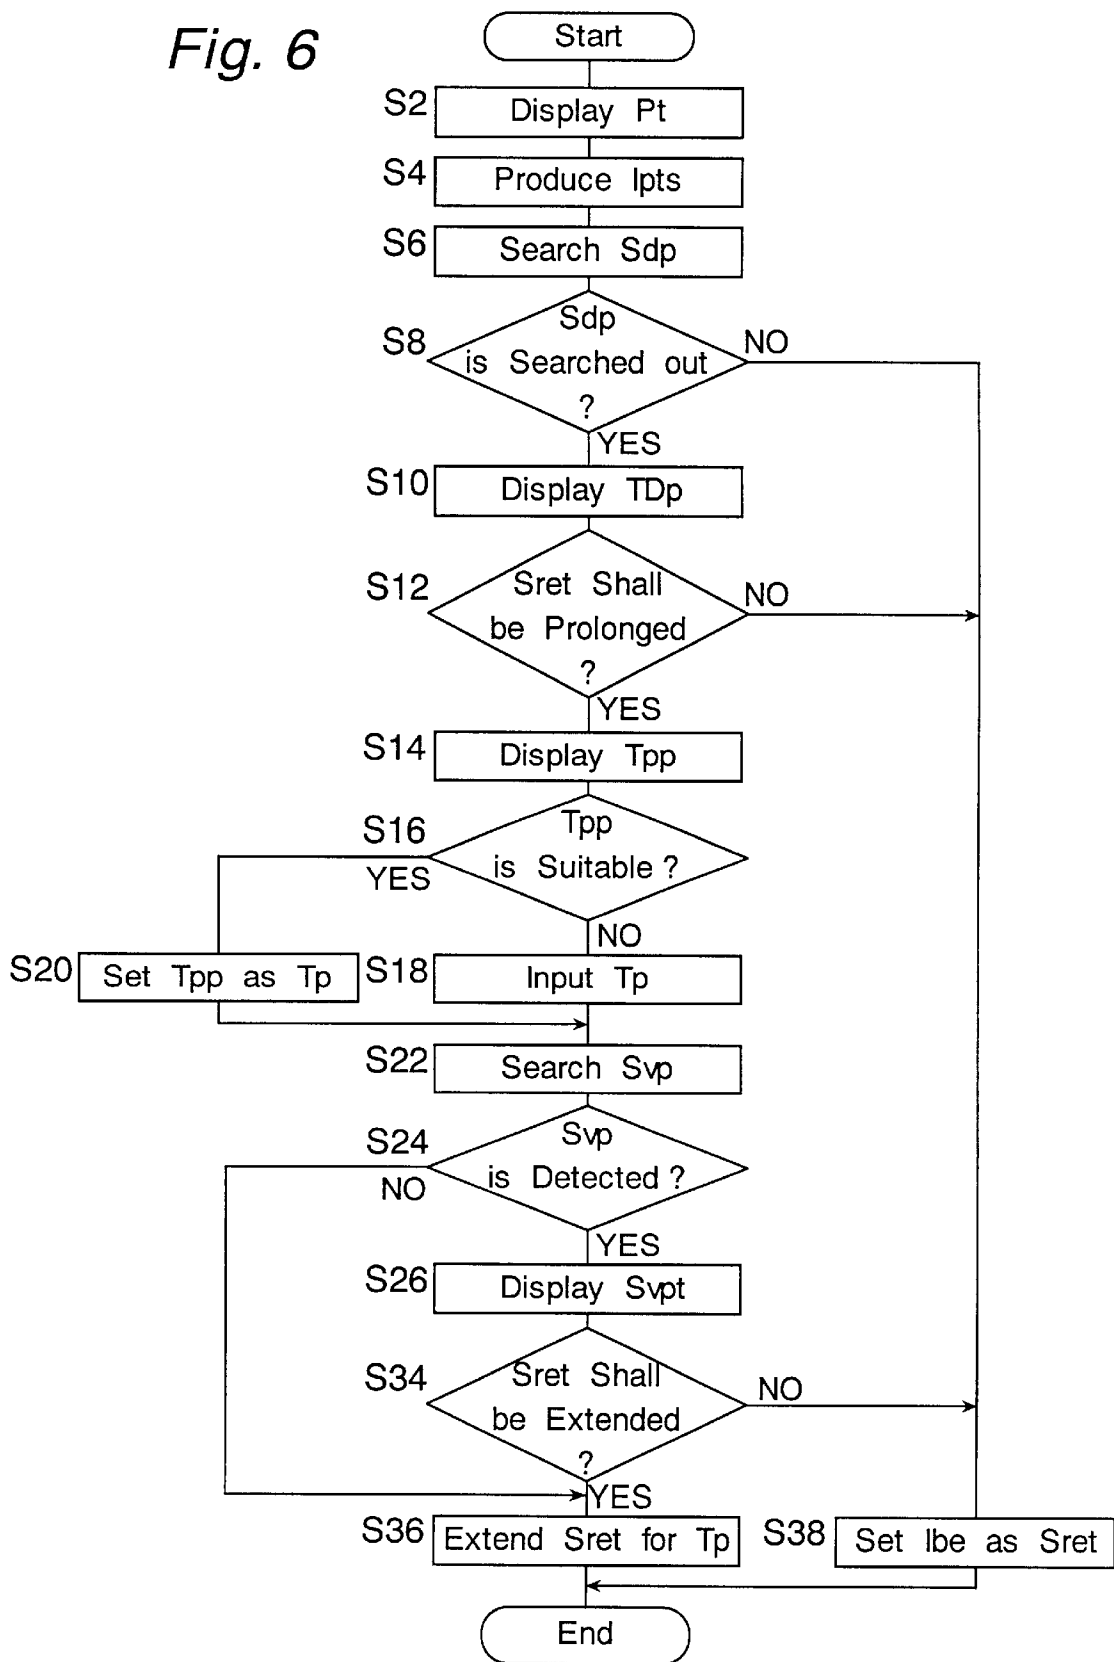 Fig. 6
Start
S2
Display Pt
S4
Produce Ipts
S6
Search Sdp
S8
Sdp
is Searched out
?
NO
YES
S10
Display TDp
S12
Sret Shall
be Prolonged
?
NO
YES
S14
Display Tpp
S16
Tpp
is Suitable ?
YES
NO
S20
Set Tpp as Tp
S18
Input Tp
S22
Search Svp
S24
Svp
is Detected ?
NO
YES
S26
Display Svpt
S34
Sret Shall
be Extended
?
NO
YES
S36
Extend Sret for Tp
S38
Set Ibe as Sret
End